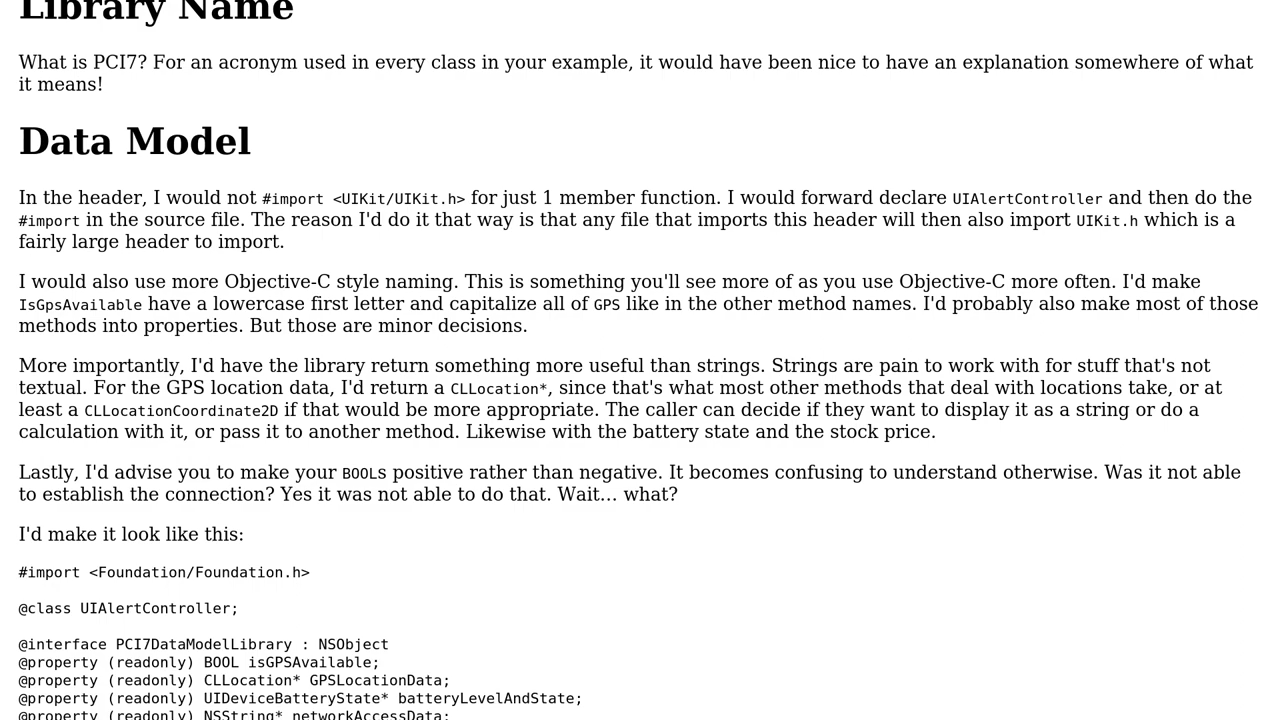 Library Name
What is PCI7? For an acronym used in every class in your example, it would have been nice to have an explanation somewhere of what
it means!
Data Model
In the header, I would not #import <UIKit/UIKit.h> for just 1 member function. I would forward declare UIAlertController and then do the
#import in the source file. The reason I'd do it that way is that any file that imports this header will then also import UIKit.h which is a
fairly large header to import.
I would also use more Objective-C style naming. This is something you'll see more of as you use Objective-C more often. I'd make
IsGpsAvailable have a lowercase first letter and capitalize all of GPS like in the other method names. I'd probably also make most of those
methods into properties. But those are minor decisions.
More importantly, I'd have the library return something more useful than strings. Strings are pain to work with for stuff that's not
textual. For the GPS location data, I'd return a CLLocation*, since that's what most other methods that deal with locations take, or at
least a CLLocationCoordinate2D if that would be more appropriate. The caller can decide if they want to display it as a string or do a
calculation with it, or pass it to another method. Likewise with the battery state and the stock price.
Lastly, I'd advise you to make your BOOLs positive rather than negative. It becomes confusing to understand otherwise. Was it not able
to establish the connection? Yes it was not able to do that. Wait… what?
I'd make it look like this:
#import <Foundation/Foundation.h>
@class UIAlertController;
@interface PCI7DataModelLibrary : NSObject
@property (readonly) BOOL isGPSAvailable;
@property (readonly) CLLocation* GPSLocationData;
@property (readonly) UIDeviceBatteryState* batteryLevelAndState;
@property (readonly) NSString* networkAccessData;